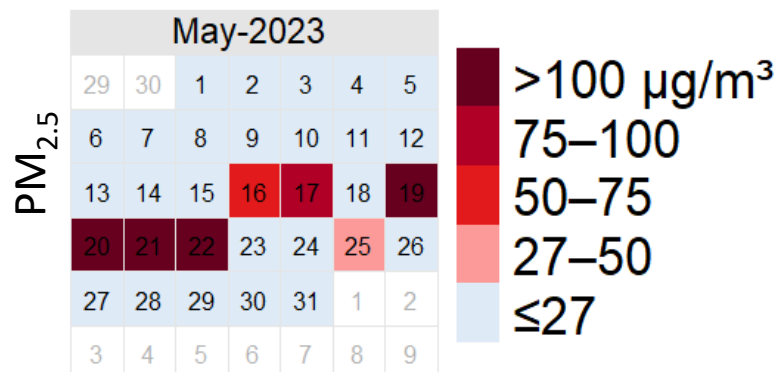 May-2023
PM2.5
29 30 1 2 3 4 5
6 7 8 9 10 11 12
13 14 15 16 17 18 19
20 21 22 23 24 25 26
27 28 29 30 31 1 2
3 4 5 6 7 8 9
>100 µg/m³
75–100
50–75
27–50
≤27